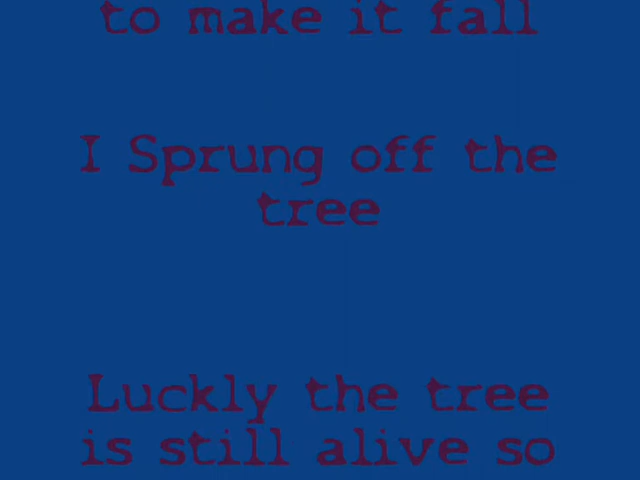 to make it fall
I Sprung off the
tree
Luckly the tree
is still alive so